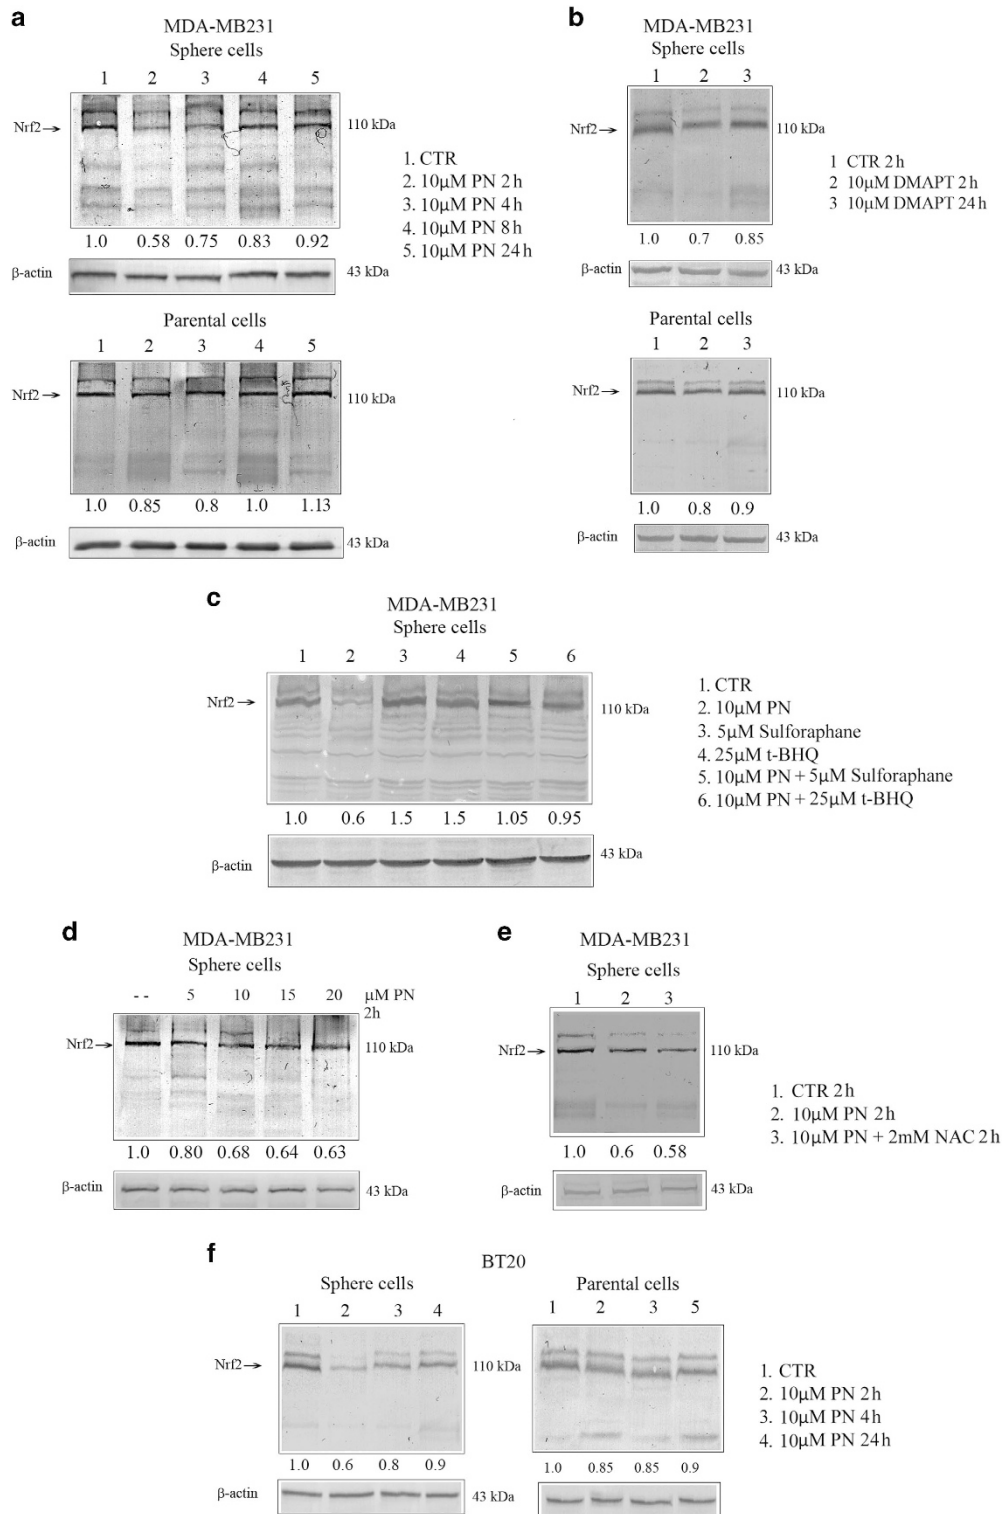 a
MDA-MB231
Sphere cells
1 2 3 4 5
Nrf2→ 110 kDa
1.0 0.58 0.75 0.83 0.92
β-actin 43 kDa
1. CTR
2. 10μM PN 2h
3. 10μM PN 4h
4. 10μM PN 8h
5. 10μM PN 24h
Parental cells
1 2 3 4 5
Nrf2→ 110 kDa
1.0 0.85 0.8 1.0 1.13
β-actin 43 kDa
b
MDA-MB231
Sphere cells
1 2 3
Nrf2→ 110 kDa
1.0 0.7 0.85
β-actin 43 kDa
1 CTR 2h
2 10μM DMAPT 2h
3 10μM DMAPT 24h
Parental cells
1 2 3
Nrf2→ 110 kDa
1.0 0.8 0.9
β-actin 43 kDa
c
MDA-MB231
Sphere cells
1 2 3 4 5 6
Nrf2→ 110 kDa
1.0 0.6 1.5 1.5 1.05 0.95
β-actin 43 kDa
1. CTR
2. 10μM PN
3. 5μM Sulforaphane
4. 25μM t-BHQ
5. 10μM PN + 5μM Sulforaphane
6. 10μM PN + 25μM t-BHQ
d
MDA-MB231
Sphere cells
-- 5 10 15 20 μM PN
2h
Nrf2→ 110 kDa
1.0 0.80 0.68 0.64 0.63
β-actin 43 kDa
e
MDA-MB231
Sphere cells
1 2 3
Nrf2→ 110 kDa
1.0 0.6 0.58
β-actin 43 kDa
1. CTR 2h
2. 10μM PN 2h
3. 10μM PN + 2mM NAC 2h
f
BT20
Sphere cells Parental cells
1 2 3 4 1 2 3 5
Nrf2→ 110 kDa
1.0 0.6 0.8 0.9 1.0 0.85 0.85 0.9
β-actin 43 kDa
1. CTR
2. 10μM PN 2h
3. 10μM PN 4h
4. 10μM PN 24h